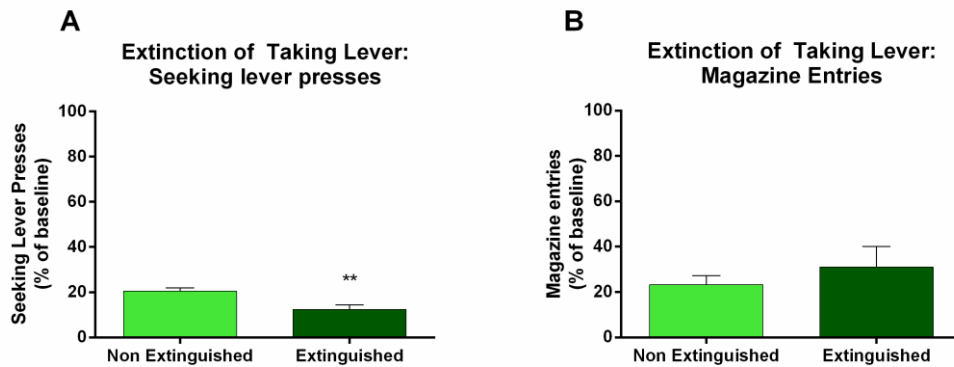 A
Extinction of Taking Lever:
Seeking lever presses
Seeking Lever Presses
(% of baseline)
100
80
60
40
20
0
**
Non Extinguished
Extinguished
B
Extinction of Taking Lever:
Magazine Entries
Magazine entries
(% of baseline)
100
80
60
40
20
0
Non Extinguished
Extinguished